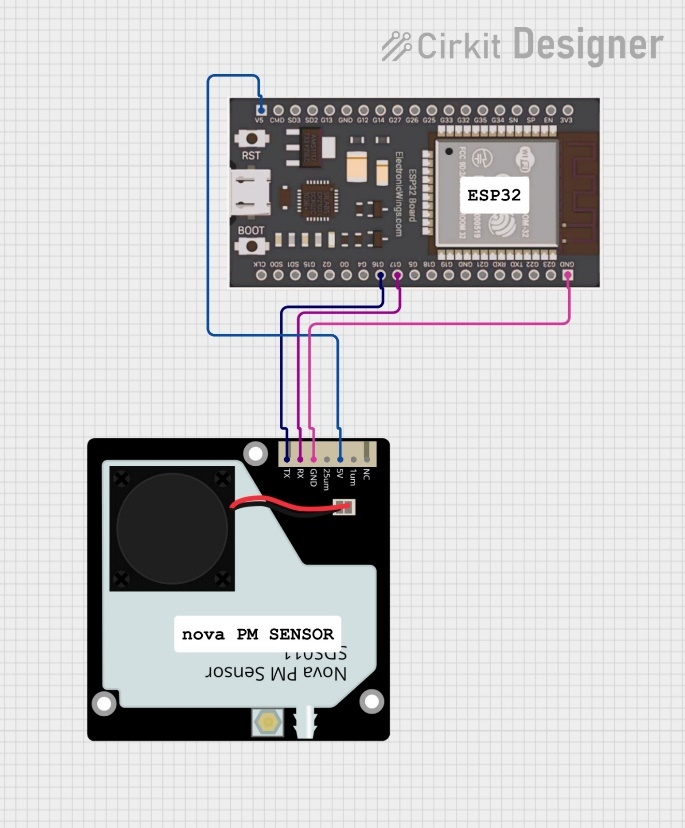 Cirkit Designer
V5 CMD SD3 SD2 G13 GND G12 G14 G27 G26 G25 G33 G32 G35 G34 SN SP EN 3V3
RST
ElectronicWings.com
ESP32 Board
ESP32
BOOT
CLK SD0 SD1 G15 G2 G0 G4 G16 G17 G5 G18 G19 GND G21 RXD TXD G22 G23 GND
TX RX GND 25um 5V 1um NC
nova PM SENSOR
SDS011
Nova PM Sensor